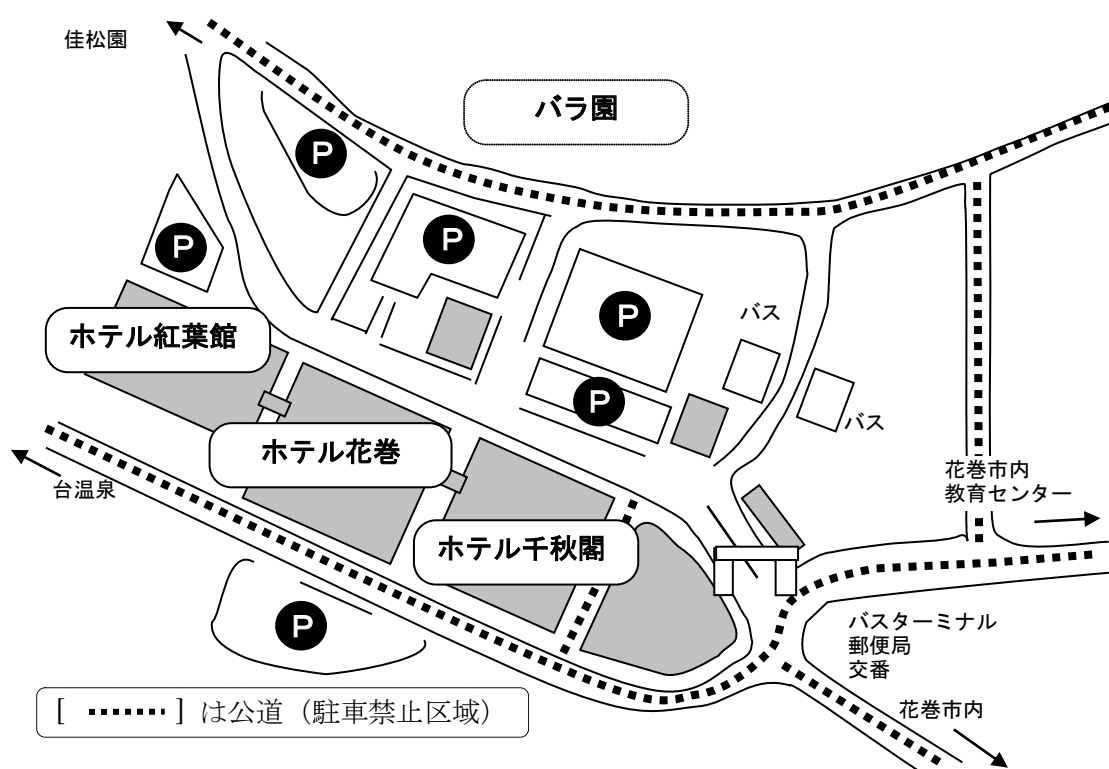 佳松園
バラ園
P
P
P
P
バス
ホテル紅葉館
P
バス
ホテル花巻
台温泉
花巻市内
教育センター
ホテル千秋閣
P
バスターミナル
郵便局
交番
[ ▪▪▪▪▪▪▪▪▪ ] は公道（駐車禁止区域）
花巻市内